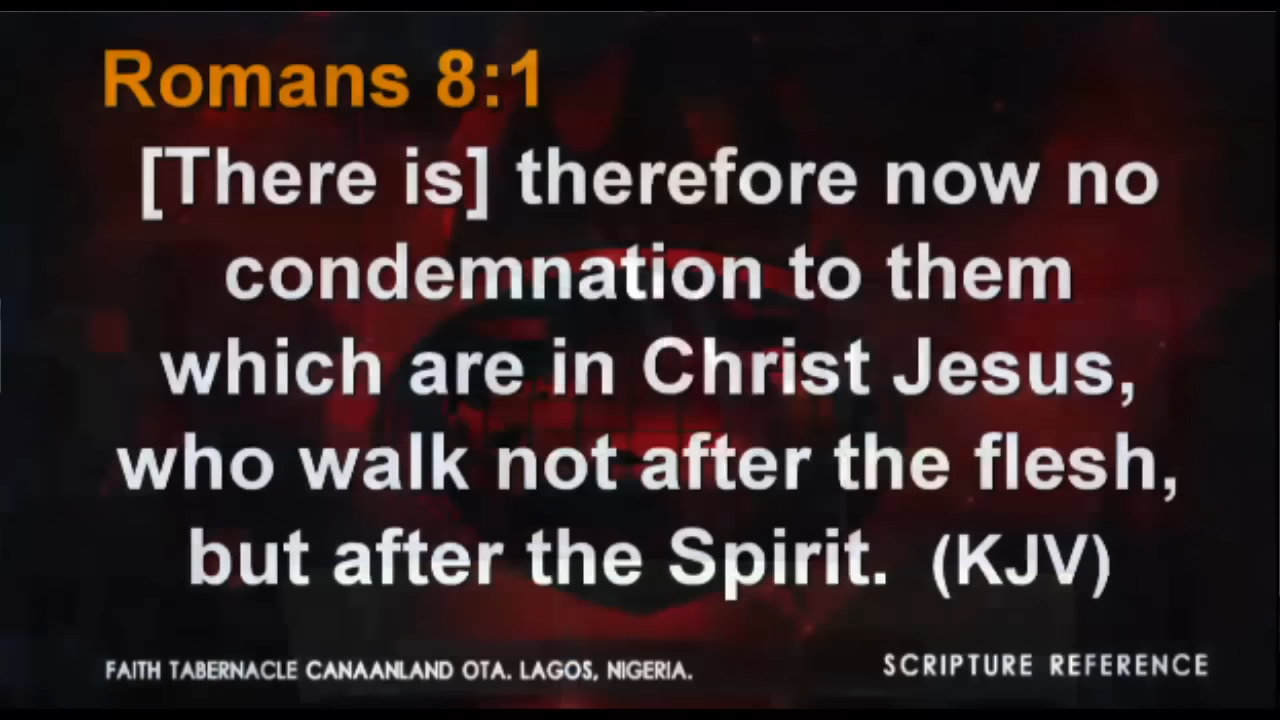 Romans 8:1
[There is] therefore now no
condemnation to them
which are in Christ Jesus,
who walk not after the flesh,
but after the Spirit.  (KJV)
FAITH TABERNACLE CANAANLAND OTA. LAGOS, NIGERIA.
SCRIPTURE REFERENCE